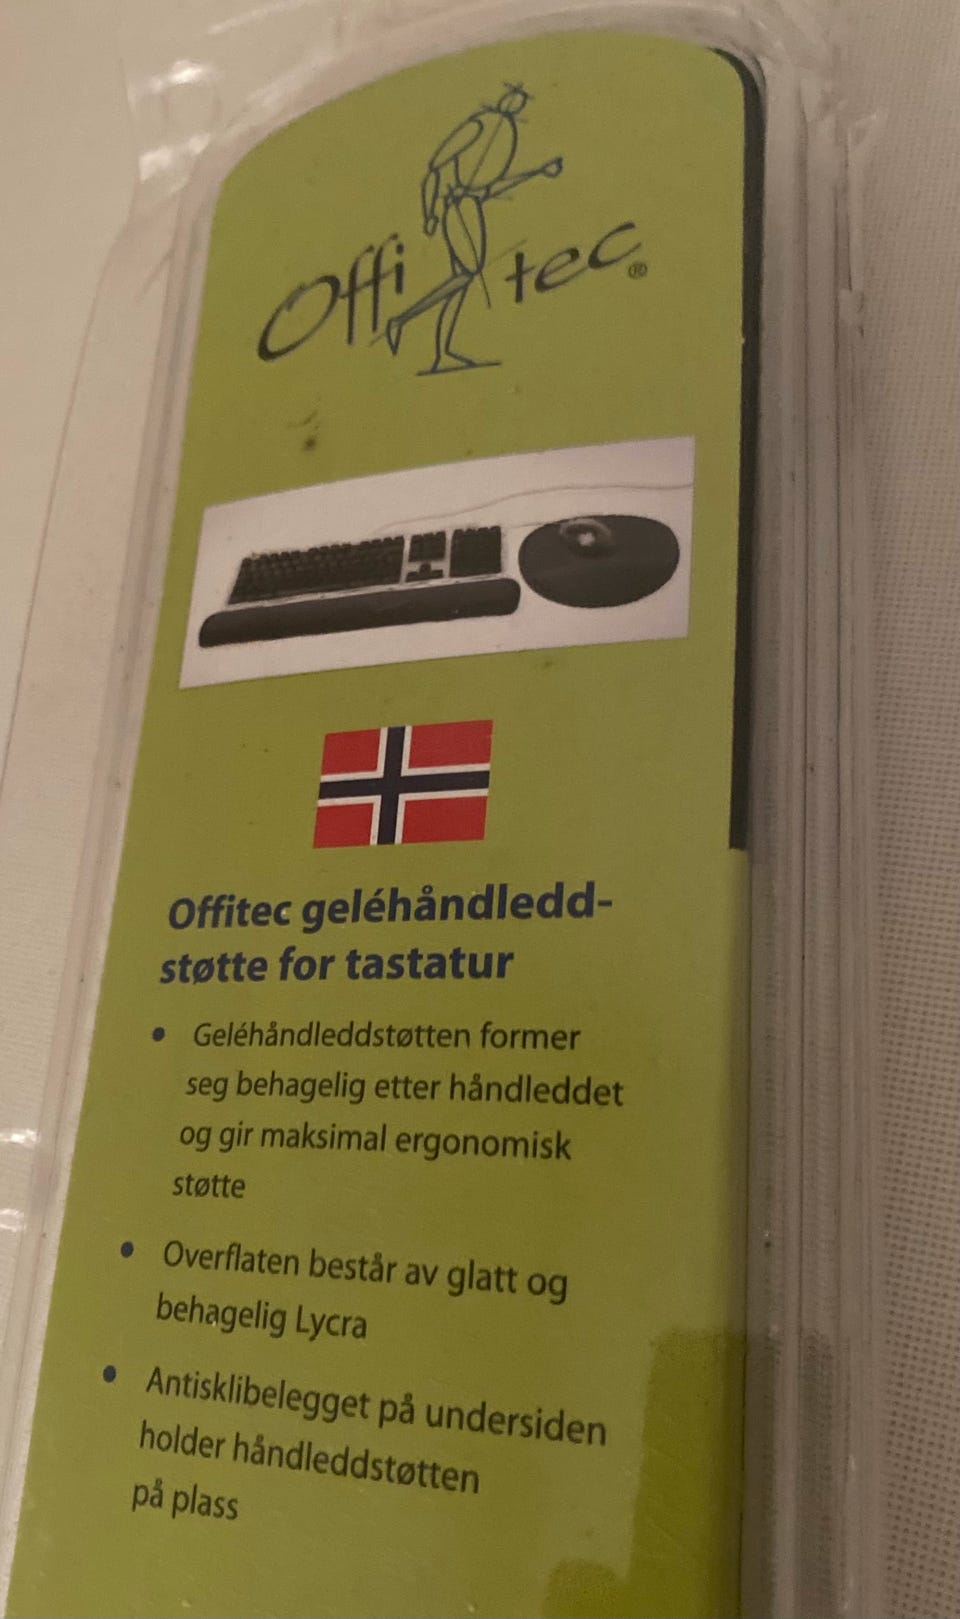 Offitec®
Offitec geléhåndledd-
støtte for tastatur
• Geléhåndleddstøtten former
seg behagelig etter håndleddet
og gir maksimal ergonomisk
støtte
• Overflaten består av glatt og
behagelig Lycra
• Antisklibelegget på undersiden
holder håndleddstøtten
på plass